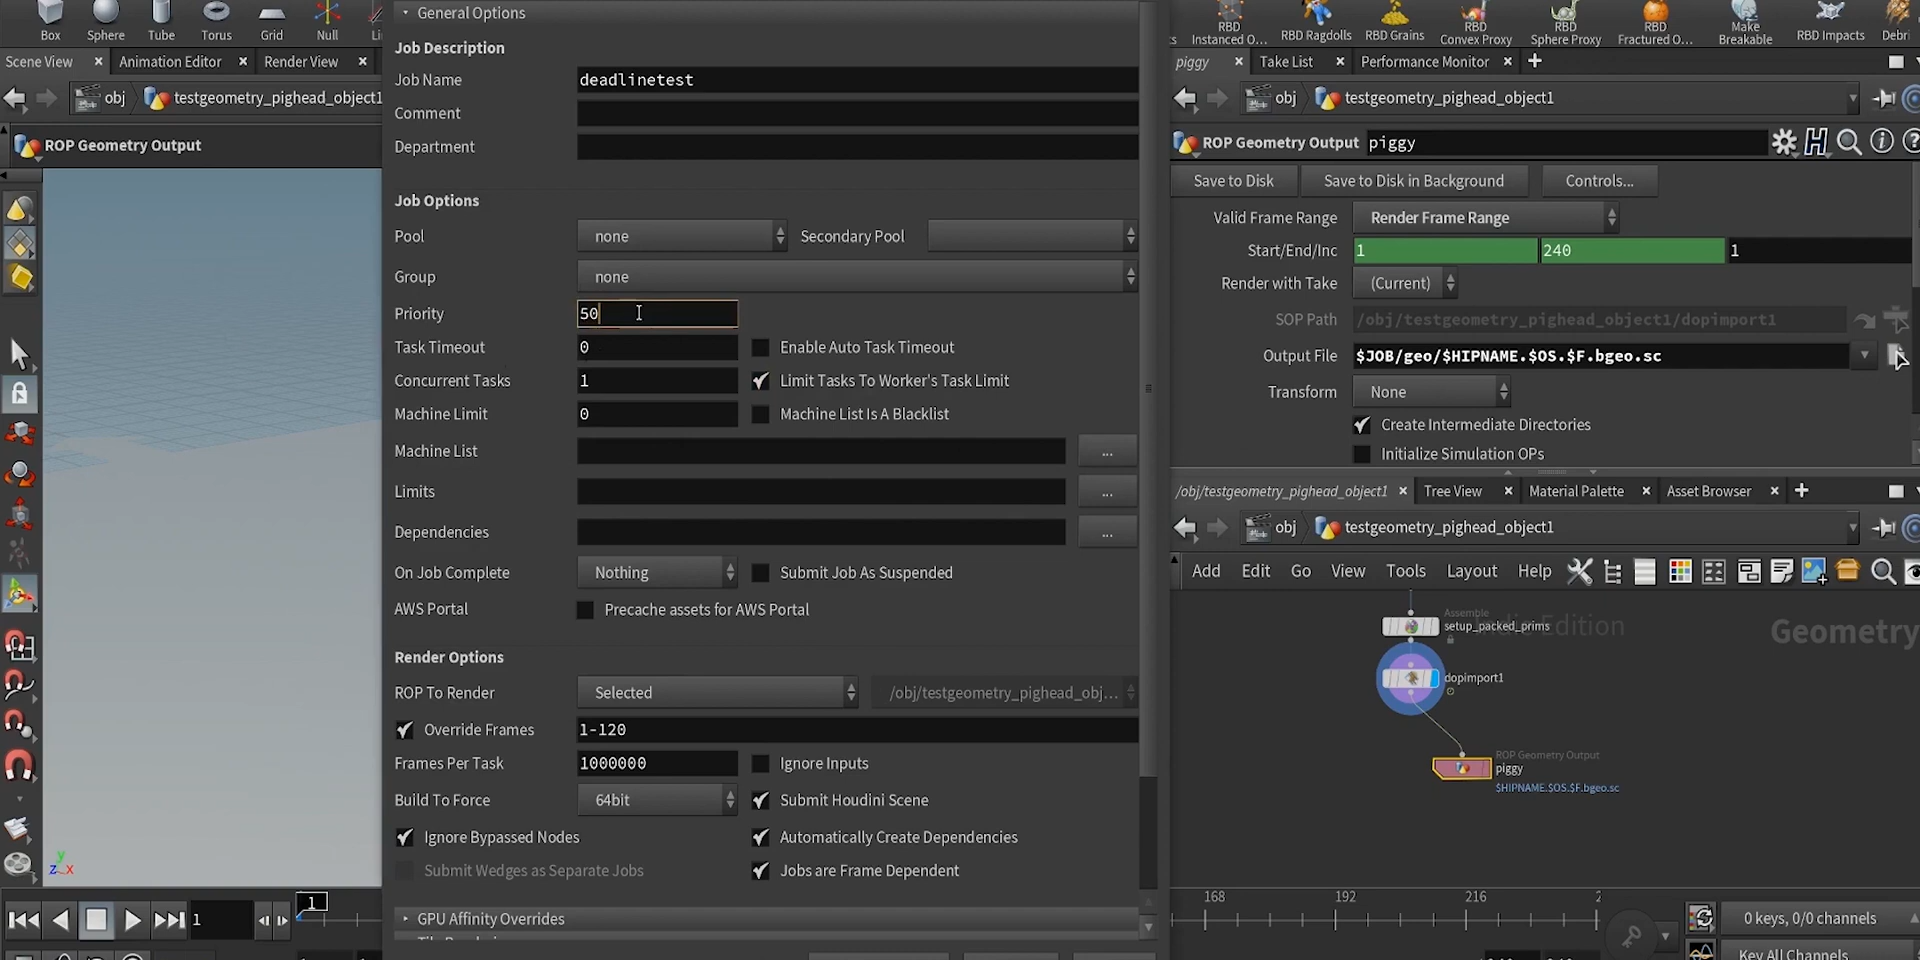 Box
Sphere
Tube
Torus
Grid
Null
Scene View
Animation Editor
Render View
obj
testgeometry_pighead_object1
ROP Geometry Output
1
1
General Options
Job Description
Job Name
deadlinetest
Comment
Department
Job Options
Pool
none
Secondary Pool
Group
none
Priority
50
Task Timeout
0
Enable Auto Task Timeout
Concurrent Tasks
1
Limit Tasks To Worker's Task Limit
Machine Limit
0
Machine List Is A Blacklist
Machine List
...
Limits
...
Dependencies
...
On Job Complete
Nothing
Submit Job As Suspended
AWS Portal
Precache assets for AWS Portal
Render Options
ROP To Render
Selected
/obj/testgeometry_pighead_obj...
Override Frames
1-120
Frames Per Task
1000000
Ignore Inputs
Build To Force
64bit
Submit Houdini Scene
Ignore Bypassed Nodes
Automatically Create Dependencies
Submit Wedges as Separate Jobs
Jobs are Frame Dependent
GPU Affinity Overrides
RBD
Instanced O...
RBD Ragdolls
RBD Grains
RBD
Convex Proxy
RBD
Sphere Proxy
RBD
Fractured O...
Make
Breakable
RBD Impacts
Debri
piggy
Take List
Performance Monitor
obj
testgeometry_pighead_object1
ROP Geometry Output
piggy
Save to Disk
Save to Disk in Background
Controls...
Valid Frame Range
Render Frame Range
Start/End/Inc
1
240
1
Render with Take
(Current)
SOP Path
/obj/testgeometry_pighead_object1/dopimport1
Output File
$JOB/geo/$HIPNAME.$OS.$F.bgeo.sc
Transform
None
Create Intermediate Directories
Initialize Simulation OPs
/obj/testgeometry_pighead_object1
Tree View
Material Palette
Asset Browser
obj
testgeometry_pighead_object1
Add
Edit
Go
View
Tools
Layout
Help
Assemble
setup_packed_prims
Indie Edition
Geometry
dopimport1
ROP Geometry Output
piggy
$HIPNAME.$OS.$F.bgeo.sc
168
192
216
0 keys, 0/0 channels
Key All Channels